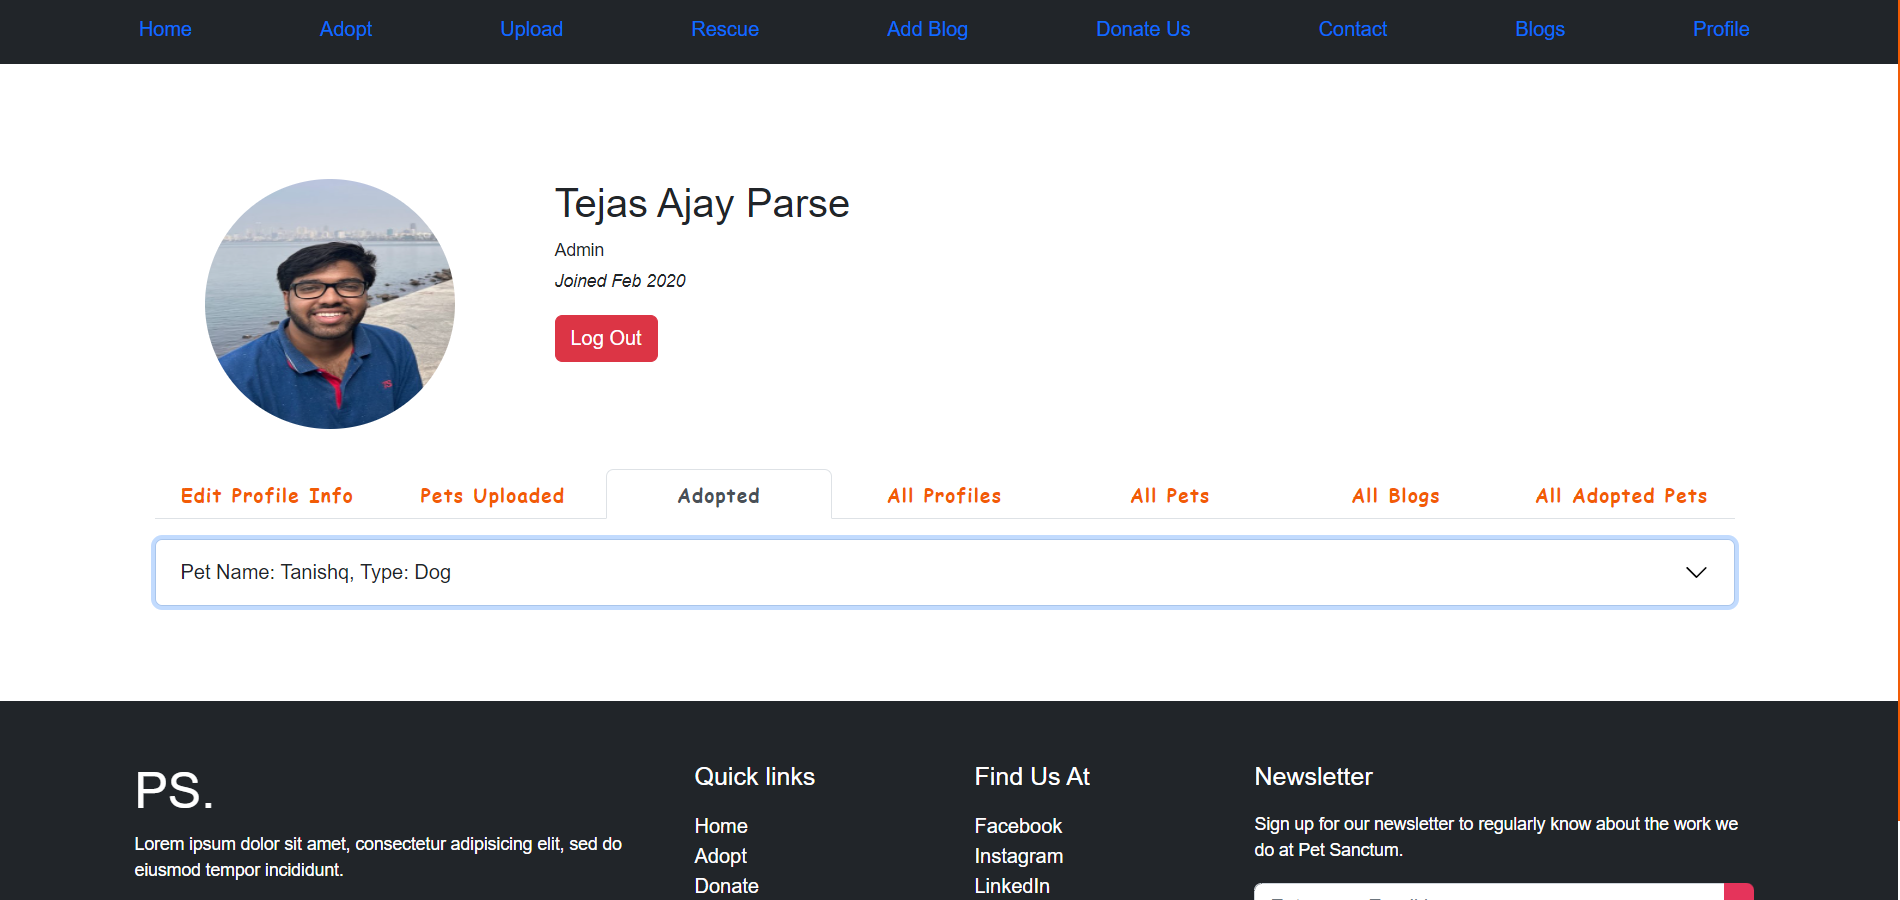 Home Adopt Upload Rescue Add Blog Donate Us Contact Blogs Profile
Tejas Ajay Parse
Admin
Joined Feb 2020
Log Out
Edit Profile Info Pets Uploaded Adopted All Profiles All Pets All Blogs All Adopted Pets
Pet Name: Tanishq, Type: Dog
PS.
Lorem ipsum dolor sit amet, consectetur adipisicing elit, sed do
eiusmod tempor incididunt.
Quick links
Home
Adopt
Donate
Find Us At
Facebook
Instagram
LinkedIn
Newsletter
Sign up for our newsletter to regularly know about the work we
do at Pet Sanctum.